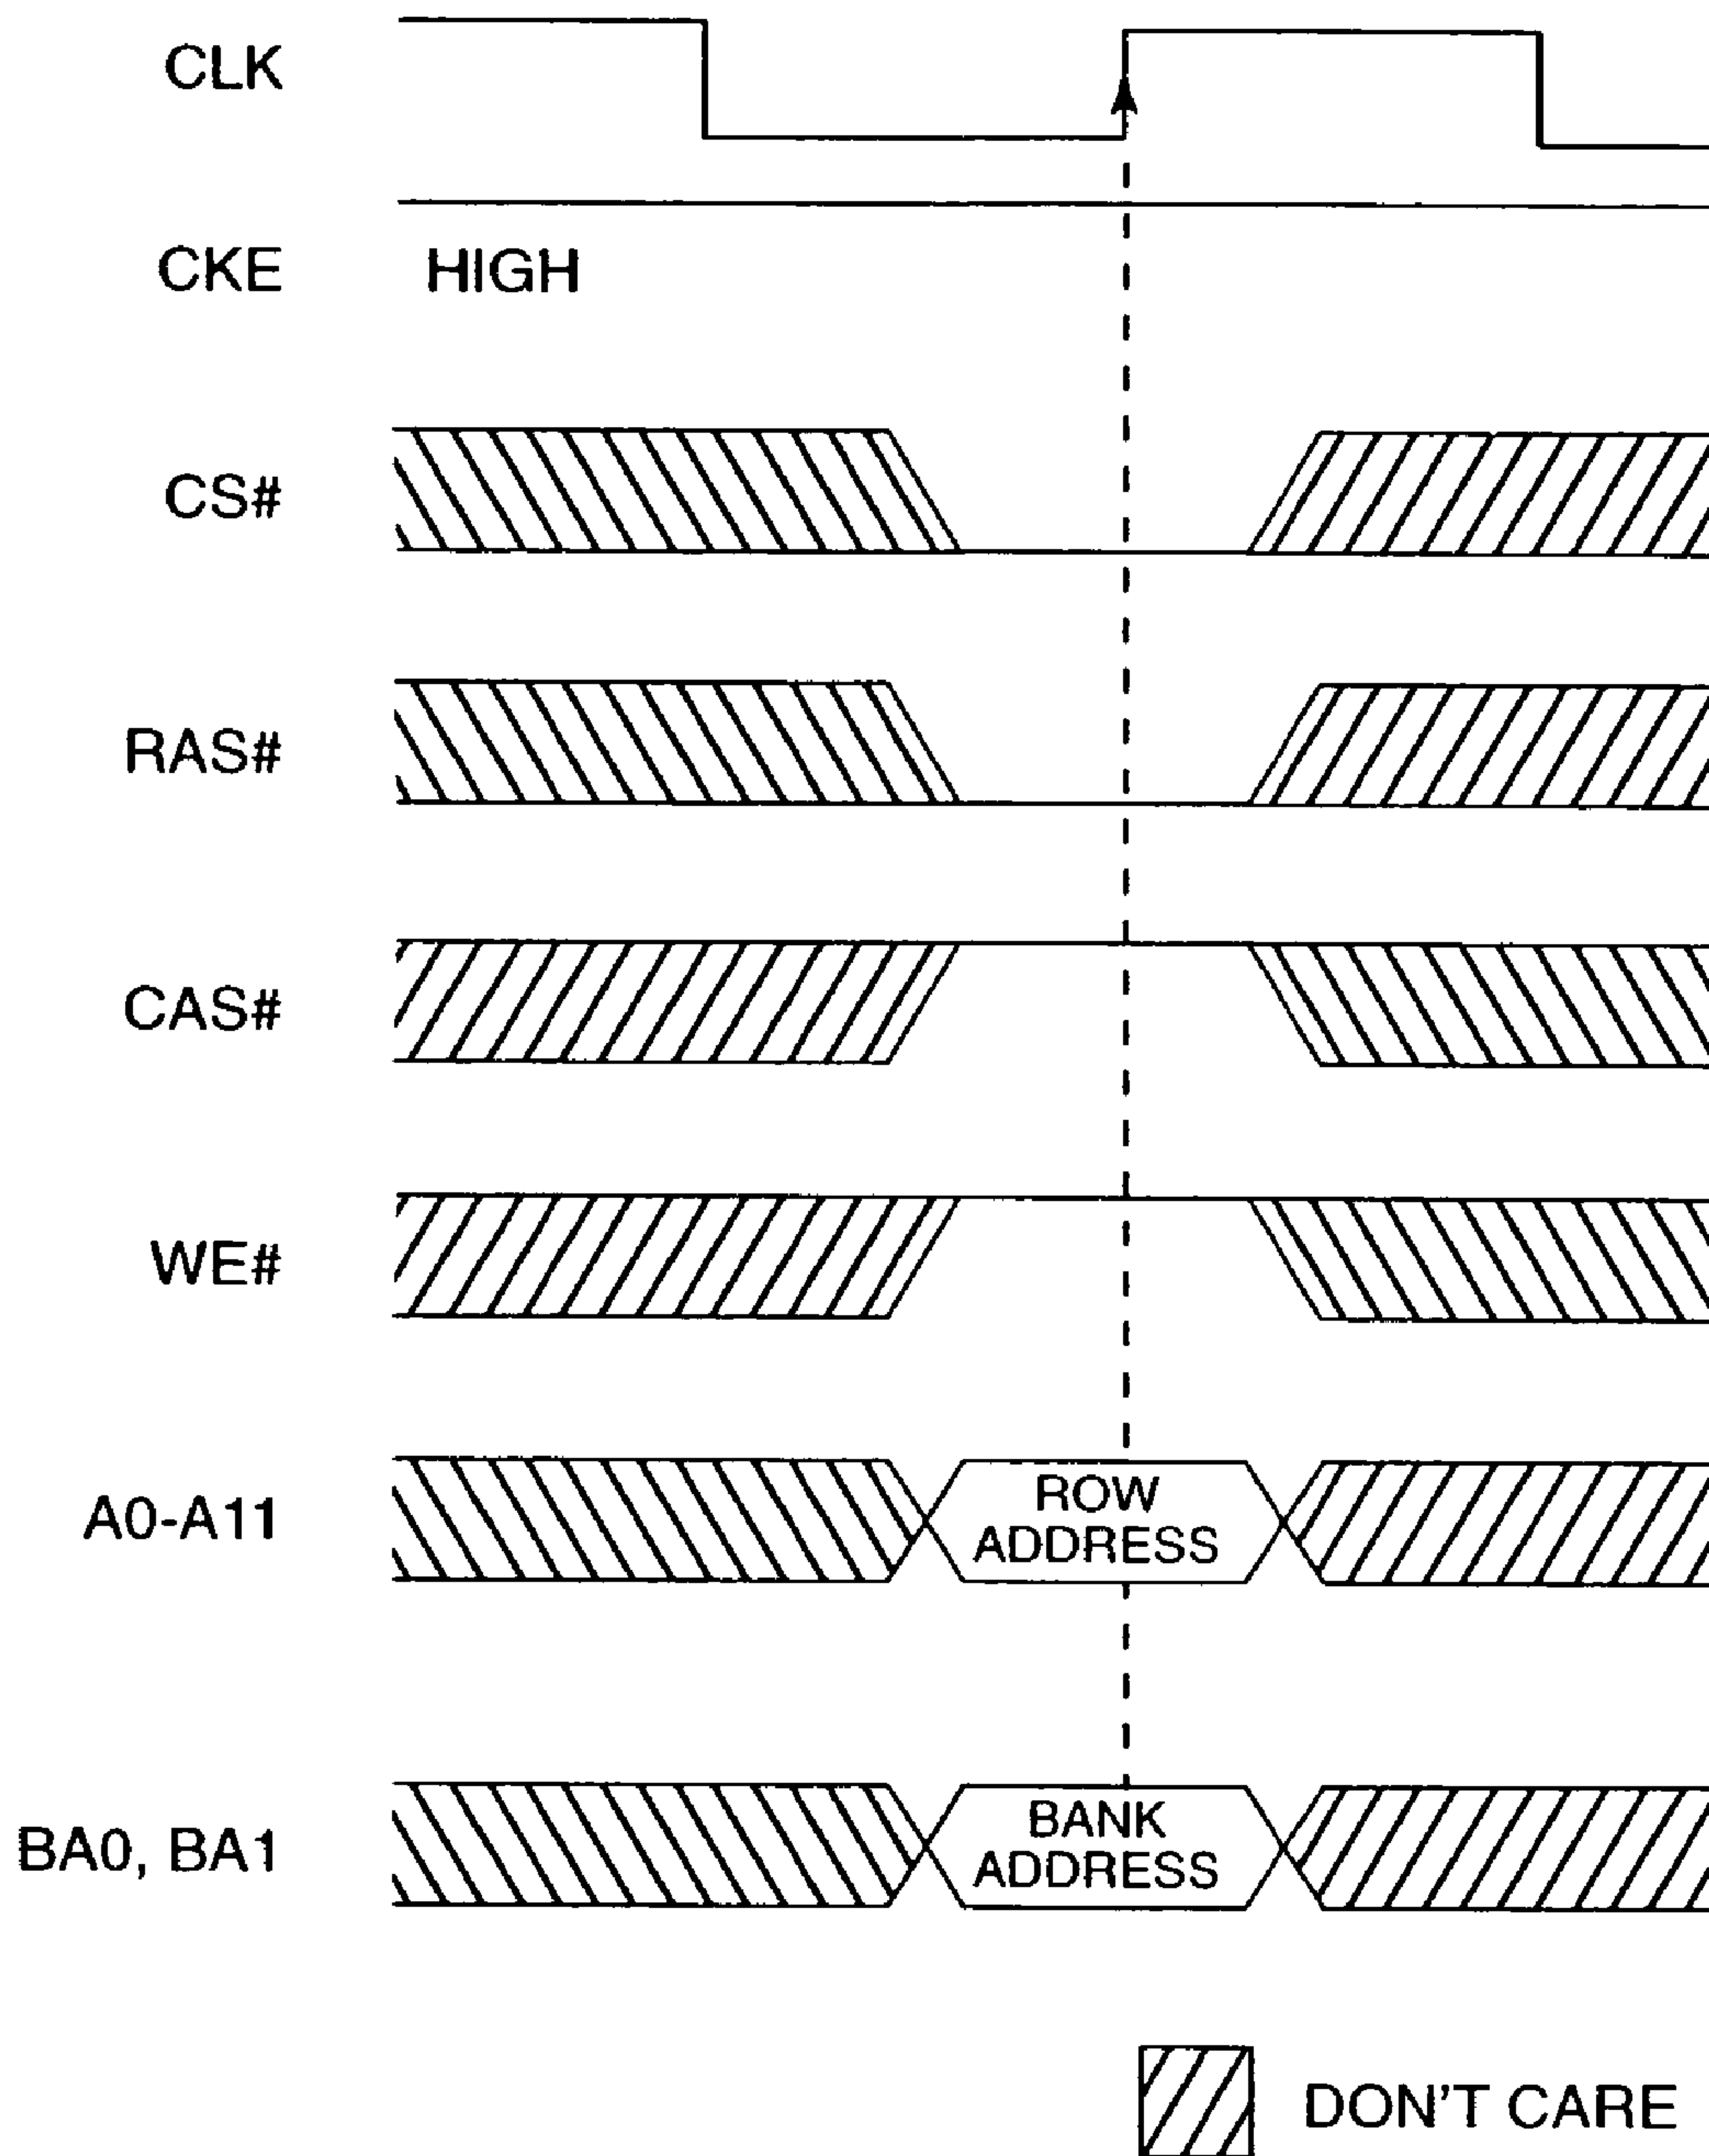 CLK
CKE HIGH
CS#
RAS#
CAS#
WE#
A0-A11
ROW
ADDRESS
BA0, BA1
BANK
ADDRESS
DON'T CARE